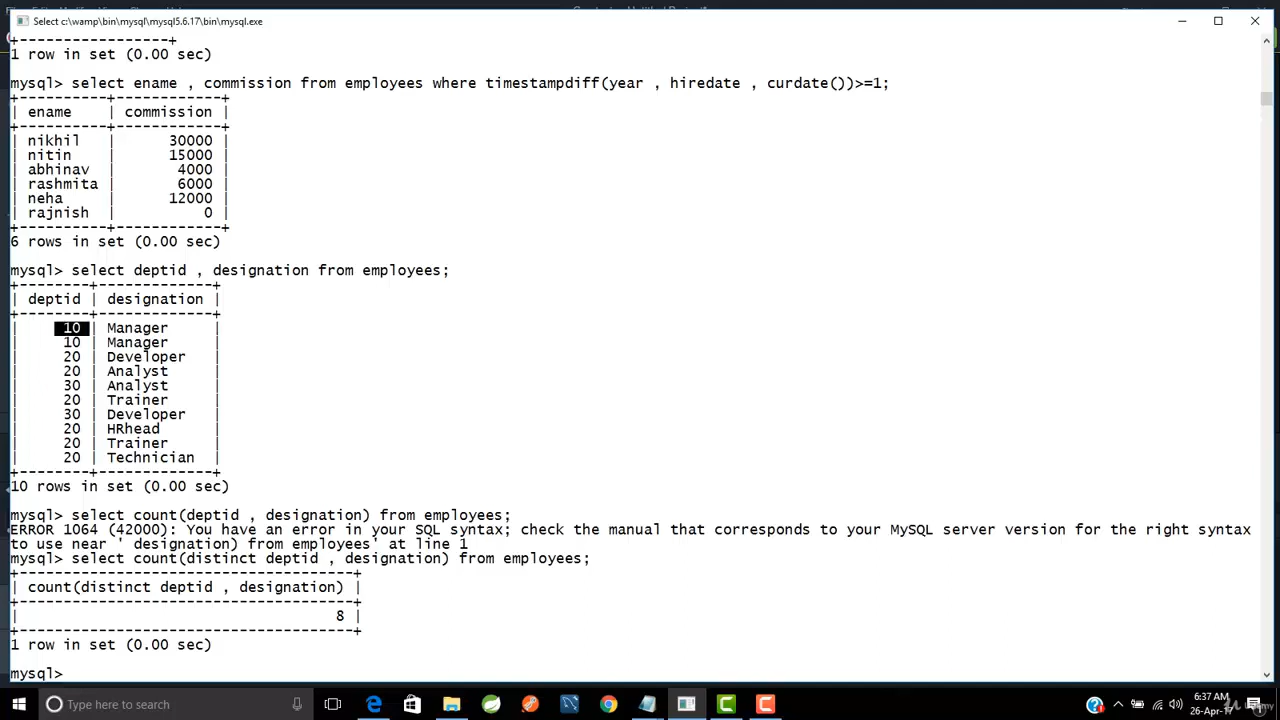 Select c:\wamp\bin\mysql\mysql5.6.17\bin\mysql.exe
+-----------------+
1 row in set (0.00 sec)
mysql> select ename , commission from employees where timestampdiff(year , hiredate , curdate())>=1;
+----------+------------+
| ename    | commission |
+----------+------------+
| nikhil   |      30000 |
| nitin    |      15000 |
| abhinav  |       4000 |
| rashmita |       6000 |
| neha     |      12000 |
| rajnish  |          0 |
+----------+------------+
6 rows in set (0.00 sec)
mysql> select deptid , designation from employees;
+--------+-------------+
| deptid | designation |
+--------+-------------+
|     10 | Manager     |
|     10 | Manager     |
|     20 | Developer   |
|     20 | Analyst     |
|     30 | Analyst     |
|     20 | Trainer     |
|     30 | Developer   |
|     20 | HRhead      |
|     20 | Trainer     |
|     20 | Technician  |
+--------+-------------+
10 rows in set (0.00 sec)
mysql> select count(deptid , designation) from employees;
ERROR 1064 (42000): You have an error in your SQL syntax; check the manual that corresponds to your MySQL server version for the right syntax
to use near ' designation) from employees' at line 1
mysql> select count(distinct deptid , designation) from employees;
+--------------------------------------+
| count(distinct deptid , designation) |
+--------------------------------------+
|                                    8 |
+--------------------------------------+
1 row in set (0.00 sec)
mysql>
Type here to search
6:37 AM
26-Apr-17